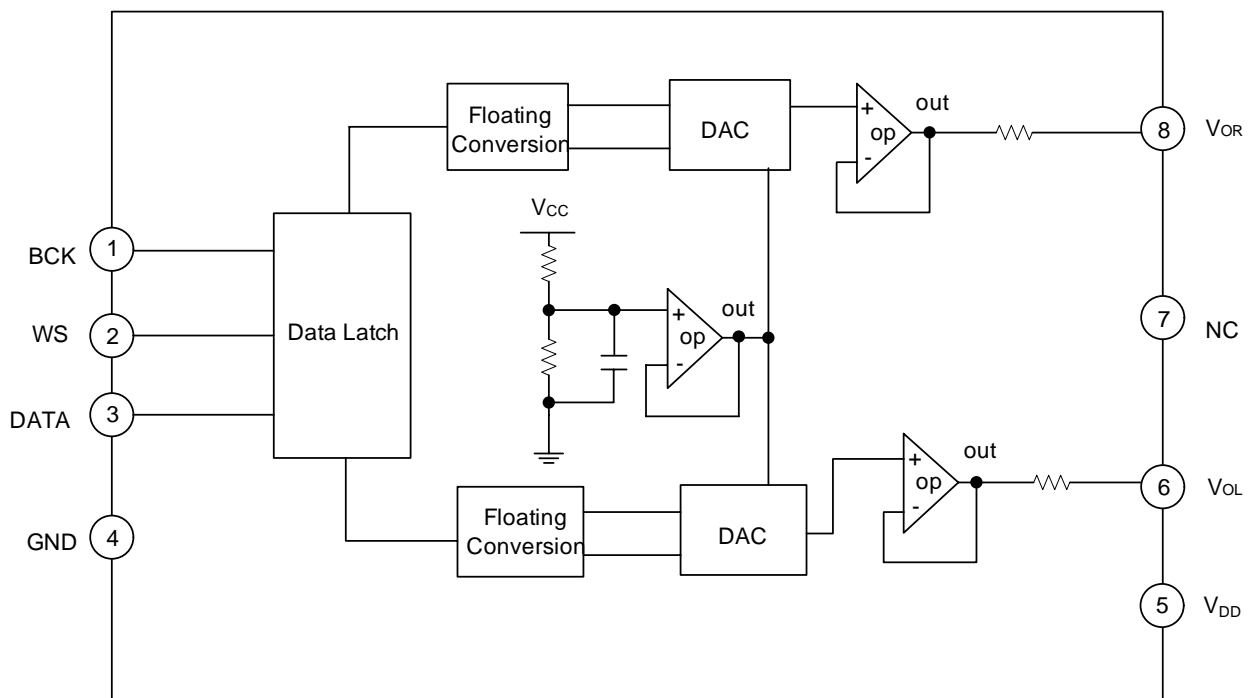 Floating
Conversion
DAC
+
op
-
out
8
VOR
VCC
1
BCK
2
WS
3
DATA
4
GND
Data Latch
+
op
-
out
7
NC
Floating
Conversion
DAC
+
op
-
out
6
VOL
5
VDD